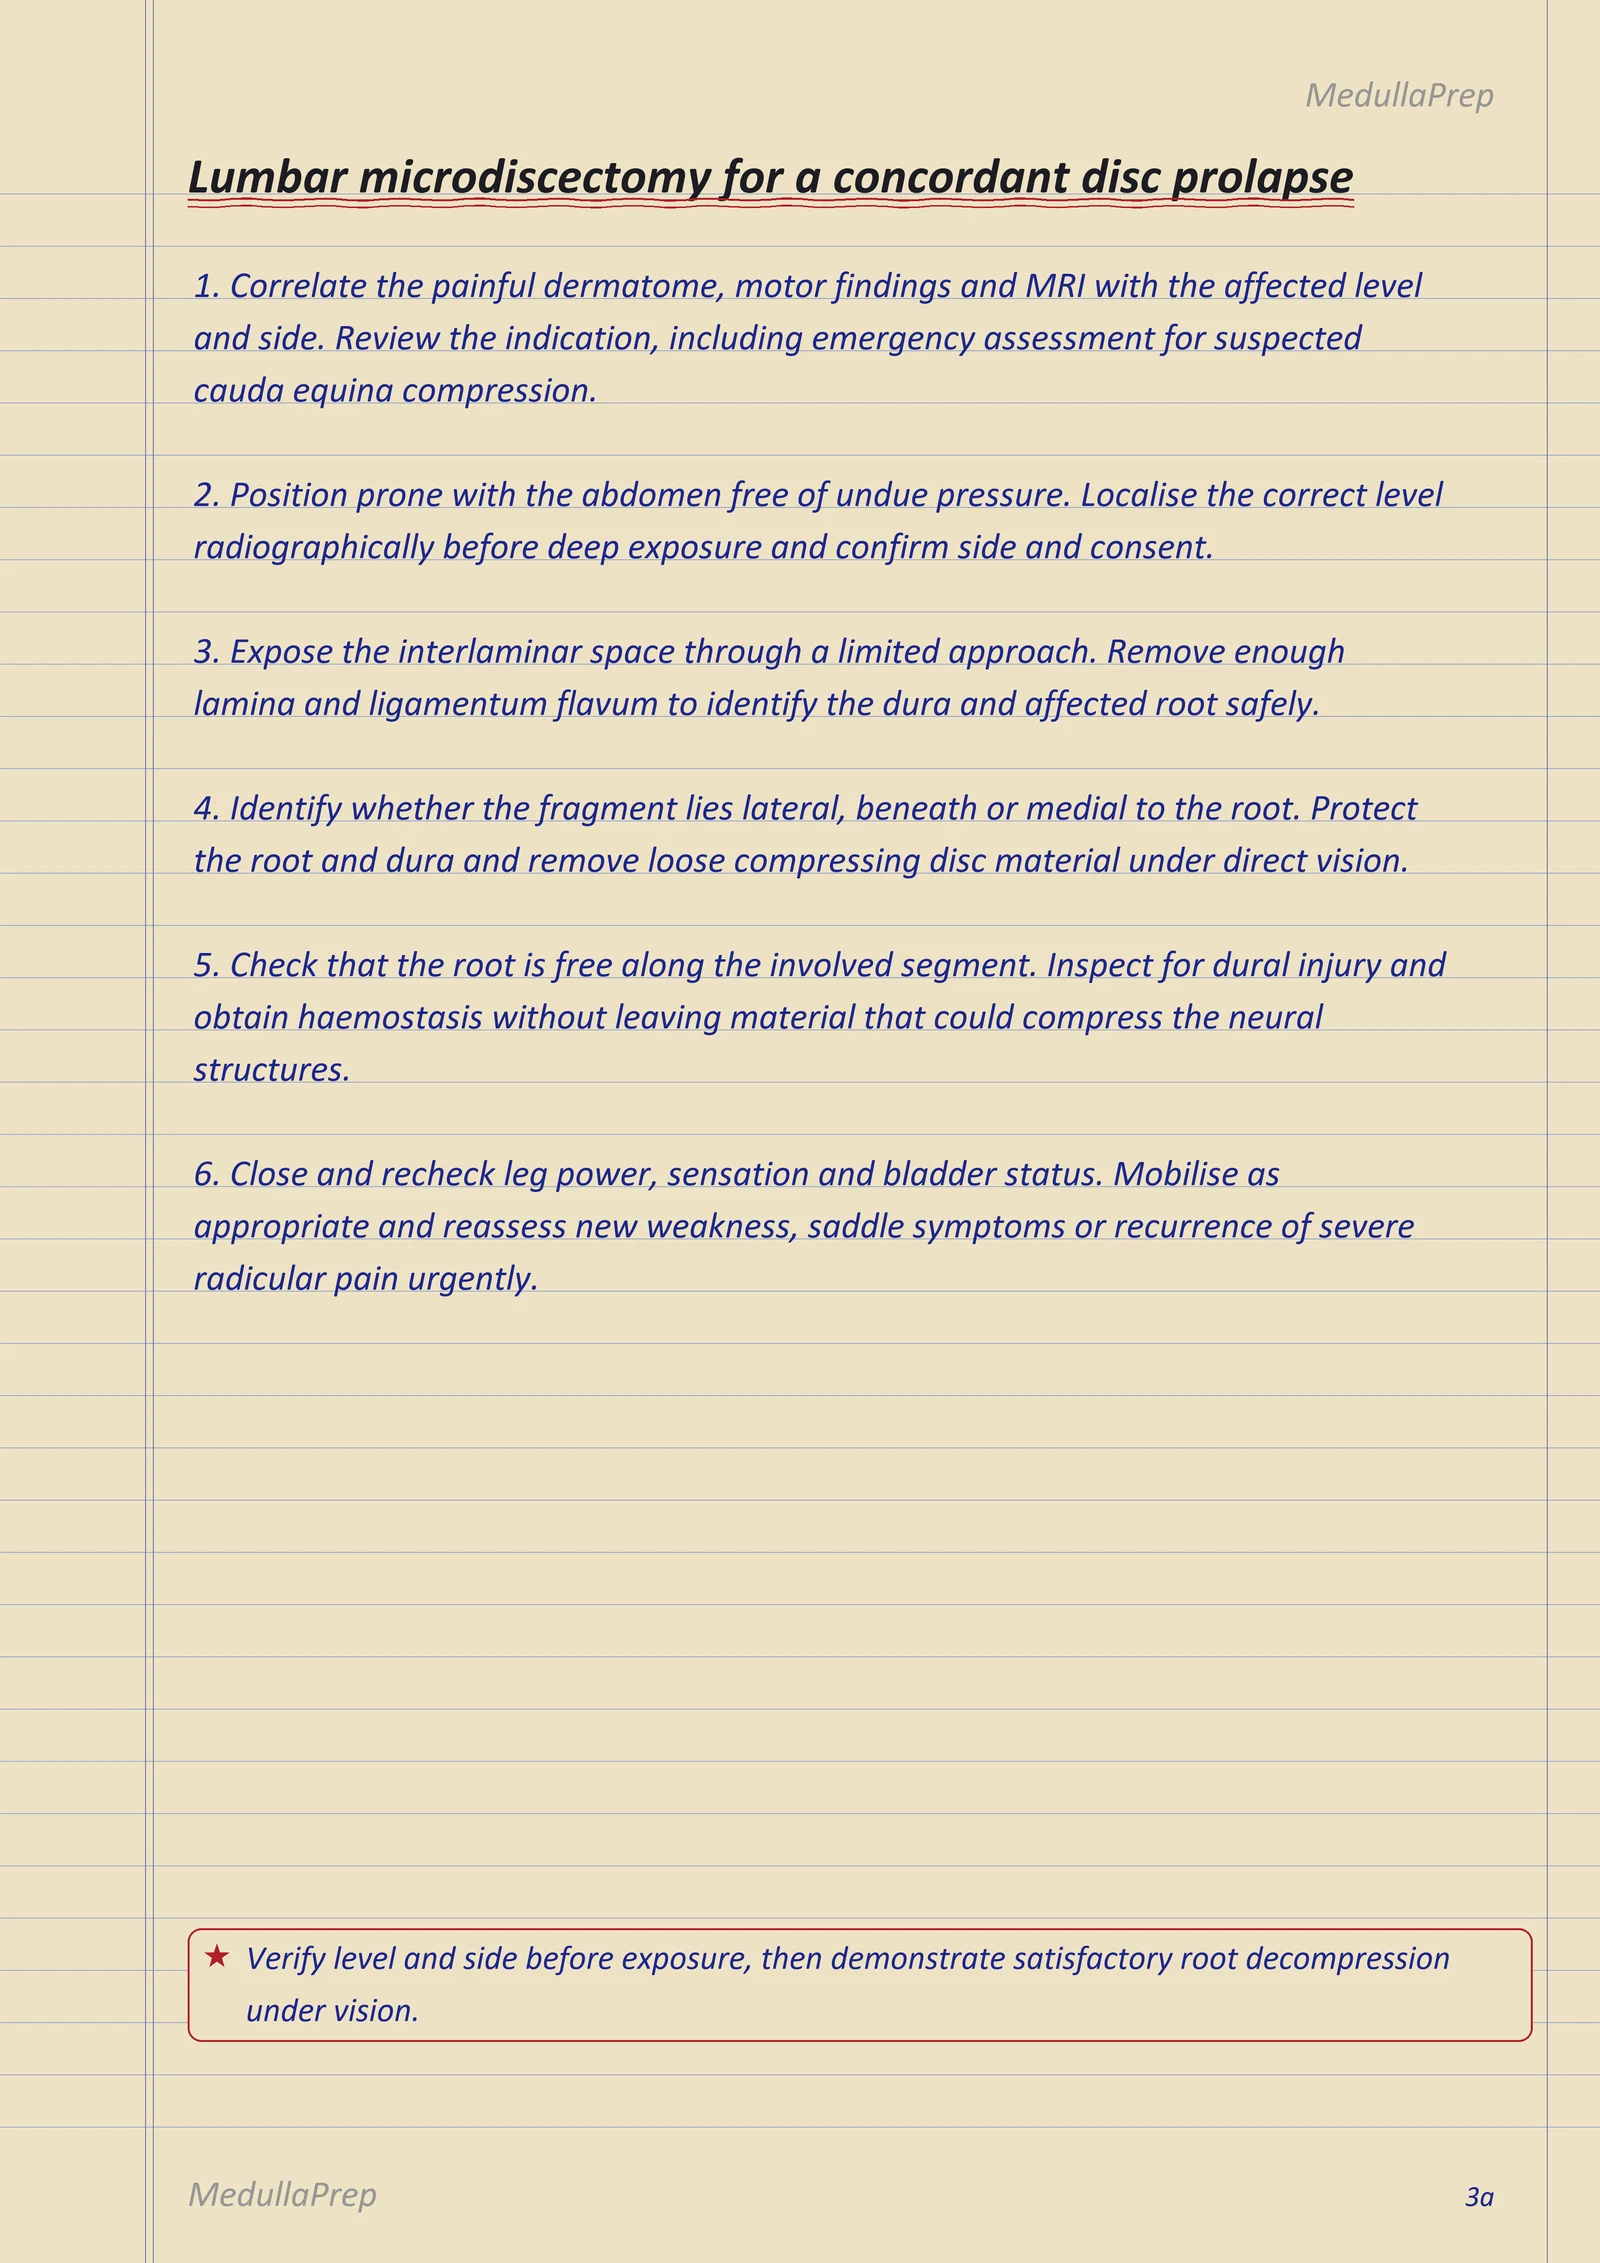 MedullaPrep
Lumbar microdiscectomy for a concordant disc prolapse
1. Correlate the painful dermatome, motor findings and MRI with the affected level
and side. Review the indication, including emergency assessment for suspected
cauda equina compression.
2. Position prone with the abdomen free of undue pressure. Localise the correct level
radiographically before deep exposure and confirm side and consent.
3. Expose the interlaminar space through a limited approach. Remove enough
lamina and ligamentum flavum to identify the dura and affected root safely.
4. Identify whether the fragment lies lateral, beneath or medial to the root. Protect
the root and dura and remove loose compressing disc material under direct vision.
5. Check that the root is free along the involved segment. Inspect for dural injury and
obtain haemostasis without leaving material that could compress the neural
structures.
6. Close and recheck leg power, sensation and bladder status. Mobilise as
appropriate and reassess new weakness, saddle symptoms or recurrence of severe
radicular pain urgently.
★ Verify level and side before exposure, then demonstrate satisfactory root decompression
under vision.
MedullaPrep
3a